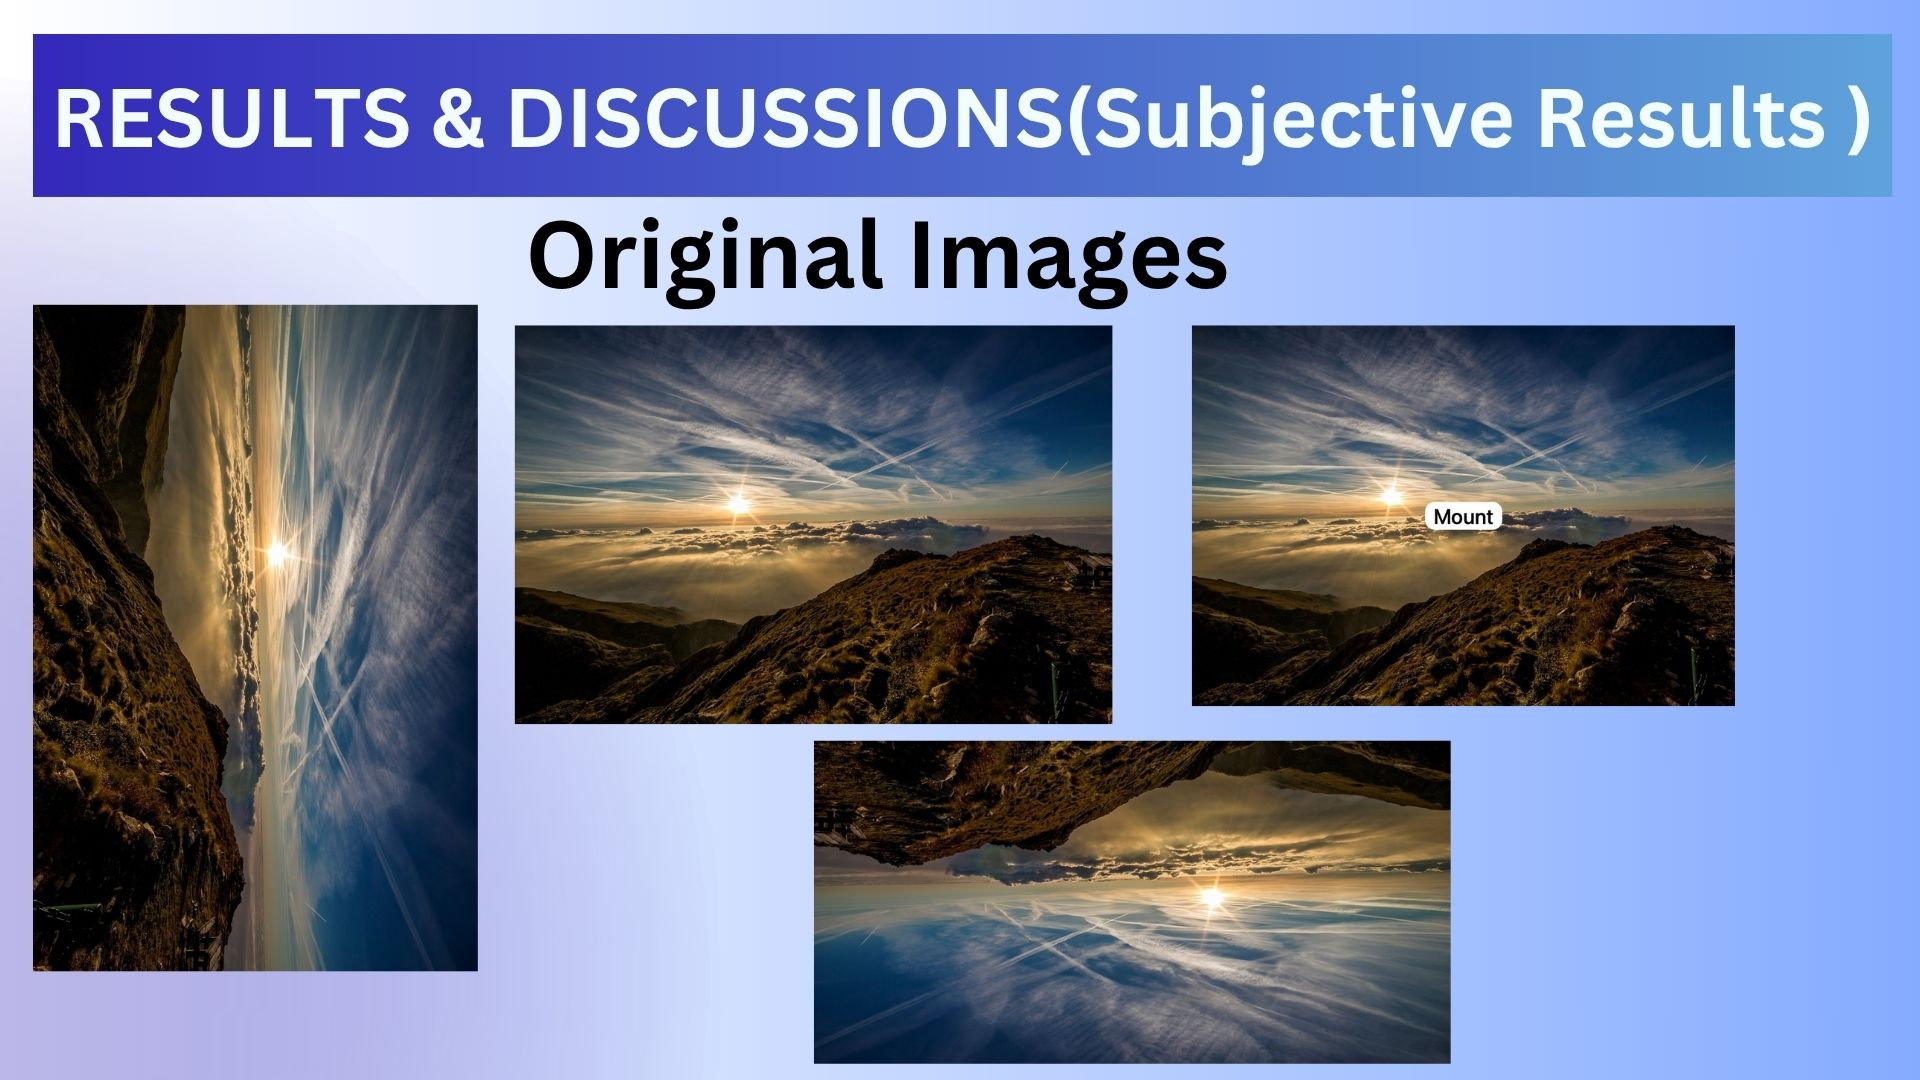 RESULTS & DISCUSSIONS(Subjective Results )
Original Images
Mount